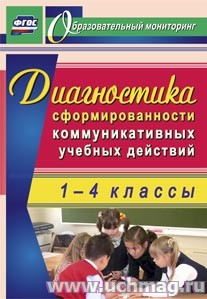 ФГОС
Образовательный мониторинг
Диагностика
сформированности
коммуникативных
учебных действий
1–4 классы
www.uchmag.ru